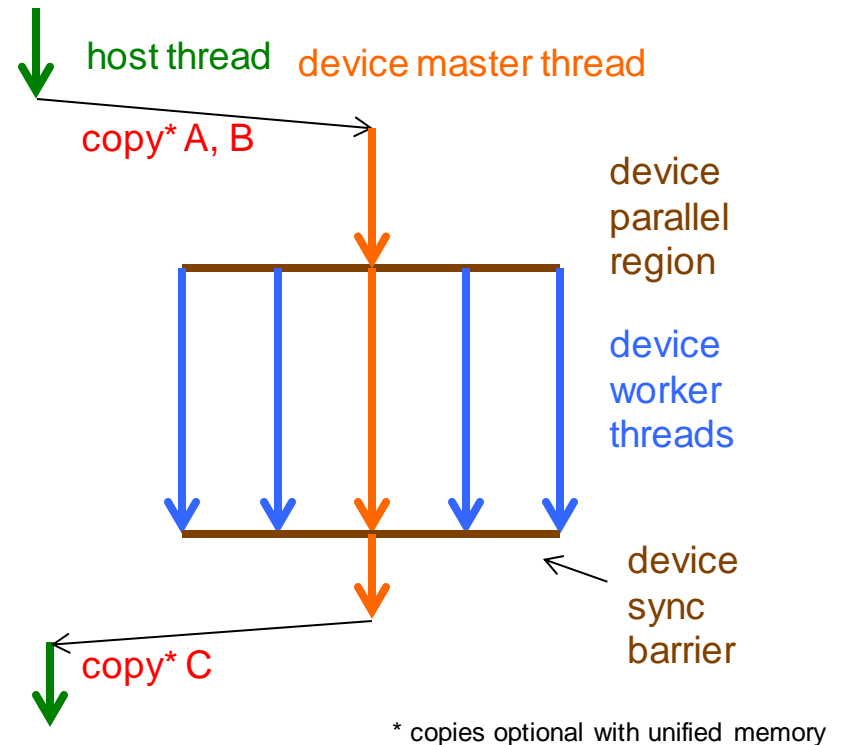 host thread
device master thread
copy* A, B
device
parallel
region
device
worker
threads
device
sync
barrier
copy* C
* copies optional with unified memory